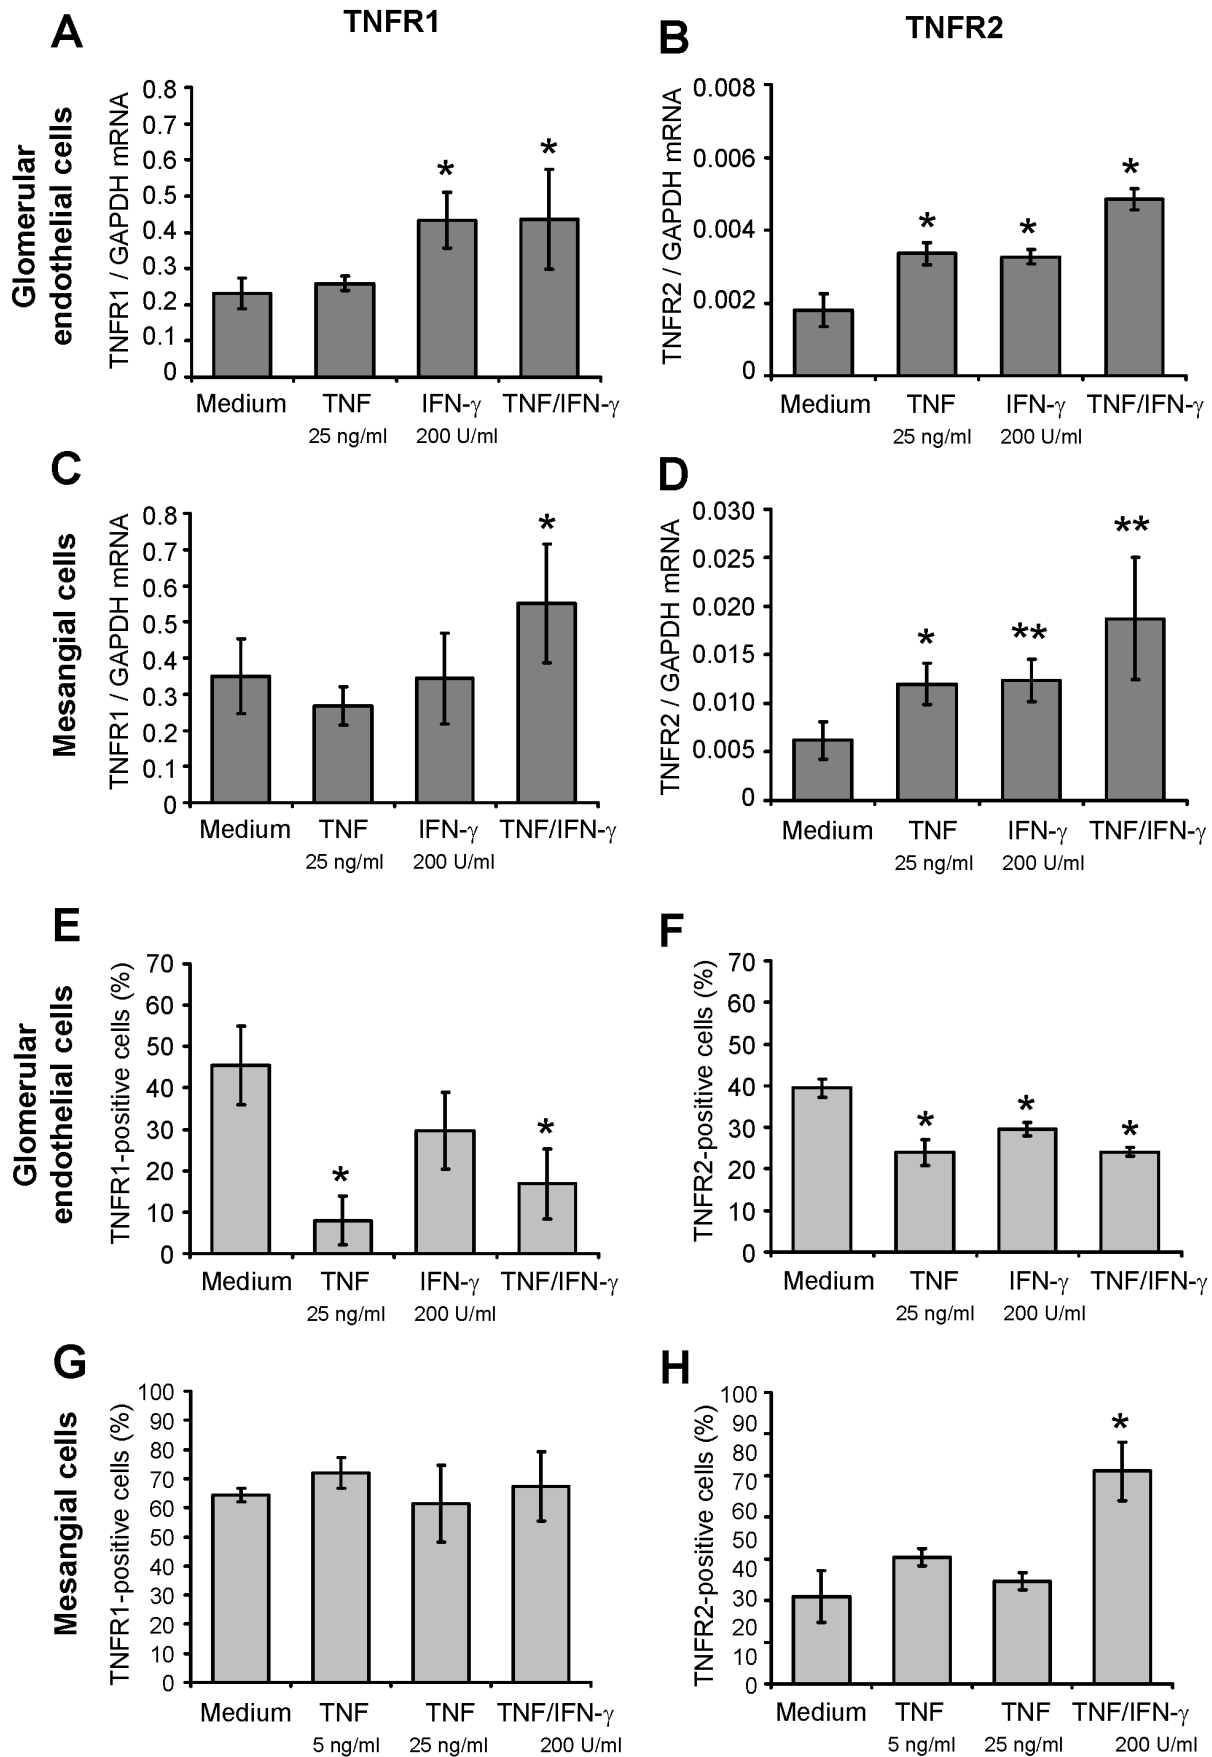 TNFR1
TNFR2
A
Glomerular
endothelial cells
TNFR1 / GAPDH mRNA
0.8
0.7
0.6
0.5
0.4
0.3
0.2
0.1
0
*
*
Medium TNF IFN-γ TNF/IFN-γ
25 ng/ml 200 U/ml
B
TNFR2 / GAPDH mRNA
0.008
0.006
0.004
0.002
0
*
*
*
Medium TNF IFN-γ TNF/IFN-γ
25 ng/ml 200 U/ml
C
Mesangial cells
TNFR1 / GAPDH mRNA
0.8
0.7
0.6
0.5
0.4
0.3
0.2
0.1
0
*
Medium TNF IFN-γ TNF/IFN-γ
25 ng/ml 200 U/ml
D
TNFR2 / GAPDH mRNA
0.030
0.025
0.020
0.015
0.010
0.005
0
*
**
**
Medium TNF IFN-γ TNF/IFN-γ
25 ng/ml 200 U/ml
E
Glomerular
endothelial cells
TNFR1-positive cells (%)
70
60
50
40
30
20
10
0
*
*
Medium TNF IFN-γ TNF/IFN-γ
25 ng/ml 200 U/ml
F
TNFR2-positive cells (%)
70
60
50
40
30
20
10
0
*
*
*
Medium TNF IFN-γ TNF/IFN-γ
25 ng/ml 200 U/ml
G
Mesangial cells
TNFR1-positive cells (%)
100
90
80
70
60
50
40
30
20
10
0
Medium TNF TNF TNF/IFN-γ
5 ng/ml 25 ng/ml 200 U/ml
H
TNFR2-positive cells (%)
100
90
80
70
60
50
40
30
20
10
0
*
Medium TNF TNF TNF/IFN-γ
5 ng/ml 25 ng/ml 200 U/ml